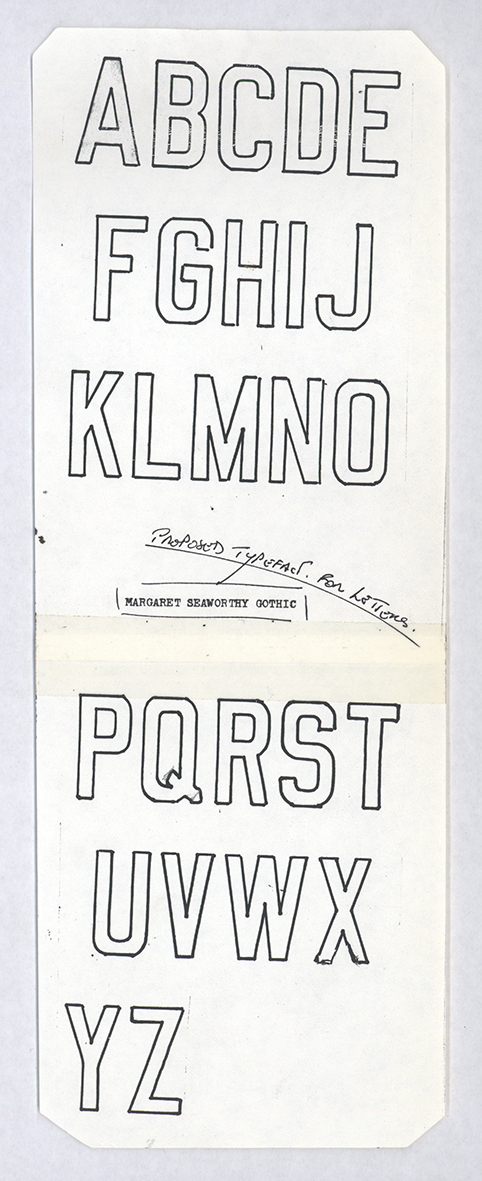 ABCDE
FGHIJ
KLMNO
PROPOSED TYPEFACE. FOR LETTERS.
MARGARET SEAWORTHY GOTHIC
PQRST
UVWX
YZ